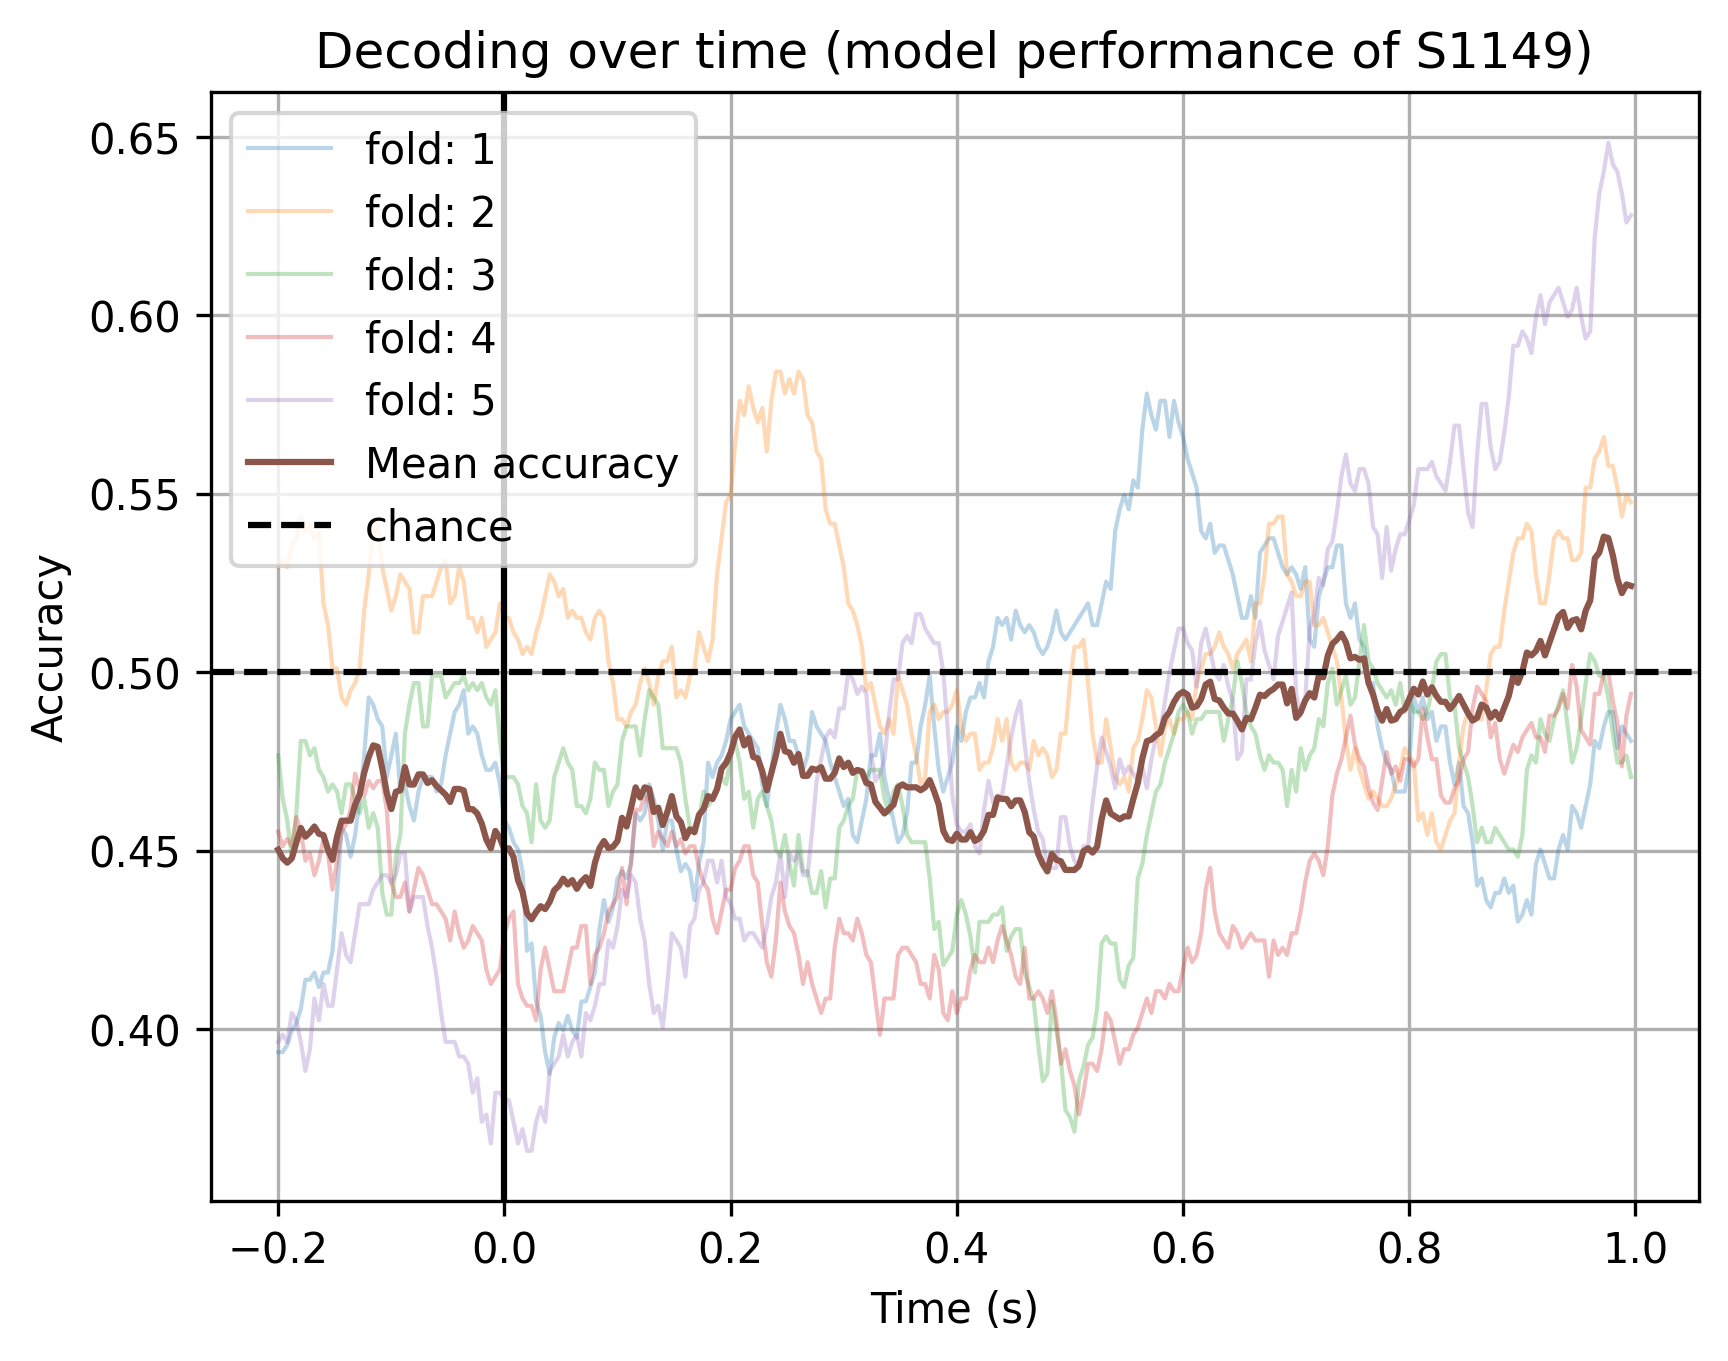 Decoding over time (model performance of S1149)
fold: 1
fold: 2
fold: 3
fold: 4
fold: 5
Mean accuracy
chance
Accuracy
0.65
0.60
0.55
0.50
0.45
0.40
−0.2 0.0 0.2 0.4 0.6 0.8 1.0
Time (s)